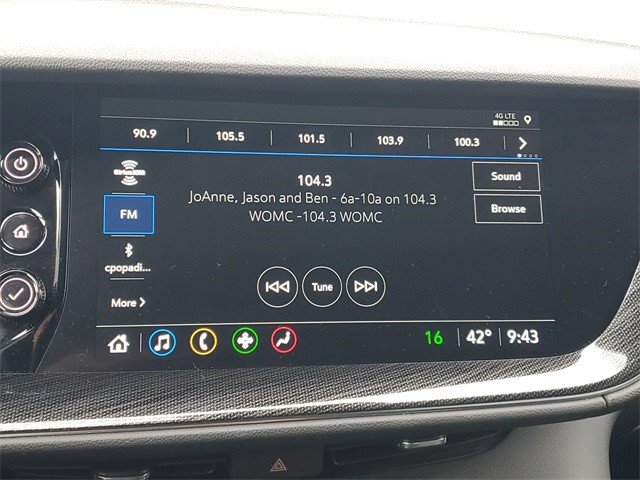 4G LTE
90.9 105.5 101.5 103.9 100.3
SiriusXM
104.3
Sound
JoAnne, Jason and Ben - 6a-10a on 104.3
WOMC -104.3 WOMC
FM
Browse
cpopadi...
More
Tune
16 42° 9:43